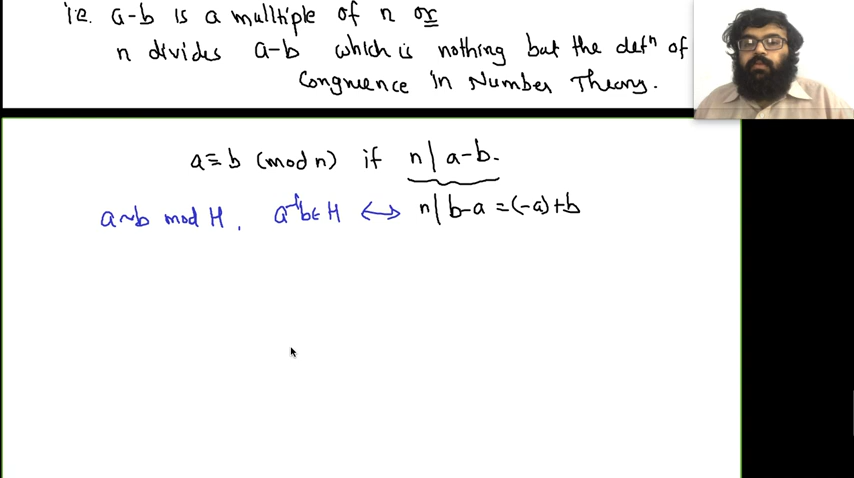 i.e. a-b is a mulltiple of n or
n divides a-b which is nothing but the defⁿ of
Congruence in Number Theory.
a ≡ b (mod n) if n | a-b.
a~b mod H, a⁻¹b ∈ H ↔ n | b-a = (-a)+b